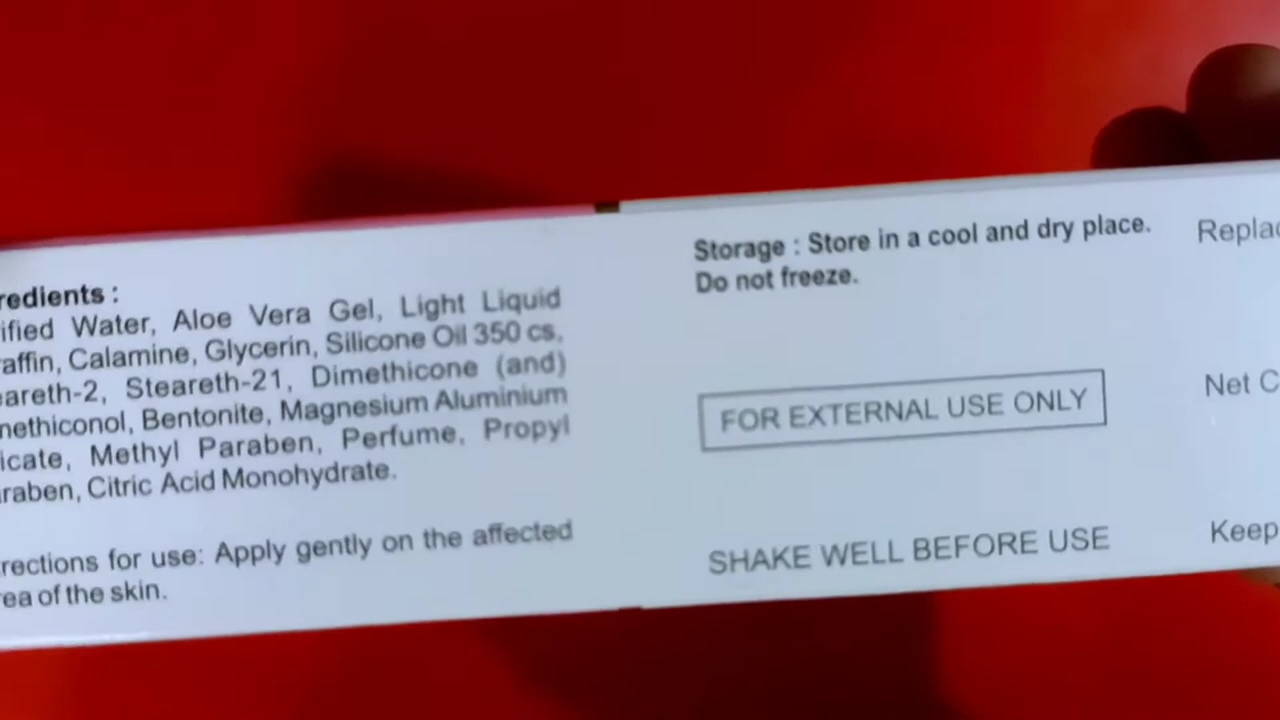 redients :
ified Water, Aloe Vera Gel, Light Liquid
affin, Calamine, Glycerin, Silicone Oil 350 cs,
eareth-2, Steareth-21, Dimethicone (and)
nethiconol, Bentonite, Magnesium Aluminium
icate, Methyl Paraben, Perfume, Propyl
raben, Citric Acid Monohydrate.
rections for use: Apply gently on the affected
ea of the skin.
Storage : Store in a cool and dry place.
Do not freeze.
FOR EXTERNAL USE ONLY
SHAKE WELL BEFORE USE
Replac
Net C
Keep